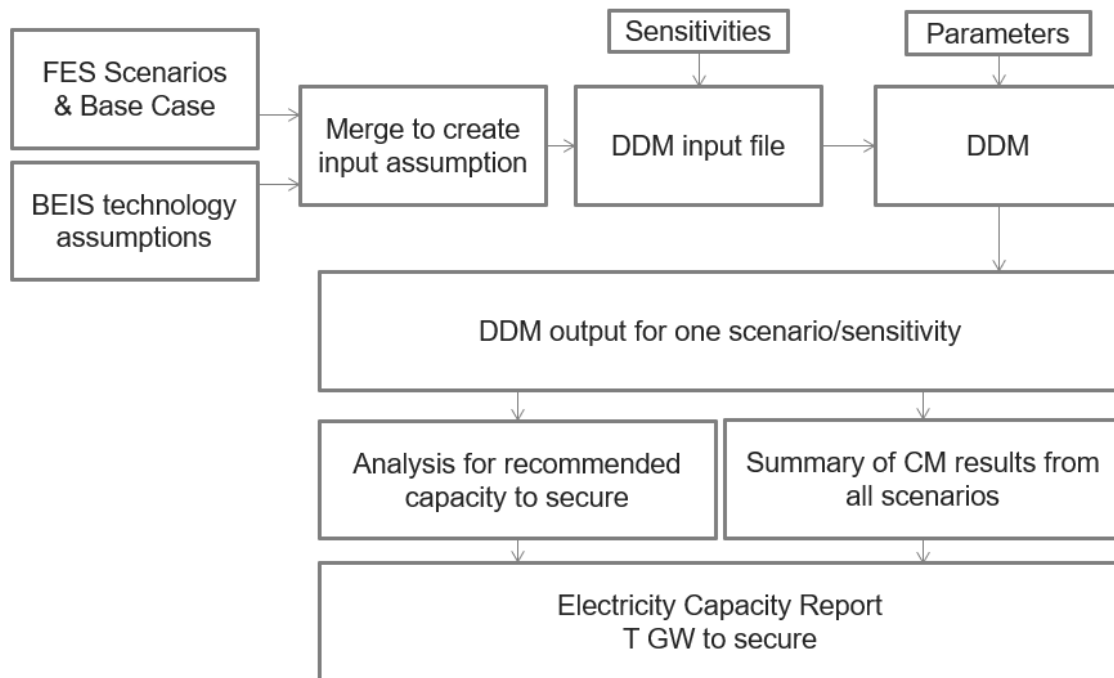 Sensitivities
Parameters
FES Scenarios
& Base Case
BEIS technology
assumptions
Merge to create
input assumption
DDM input file
DDM
DDM output for one scenario/sensitivity
Analysis for recommended
capacity to secure
Summary of CM results from
all scenarios
Electricity Capacity Report
T GW to secure